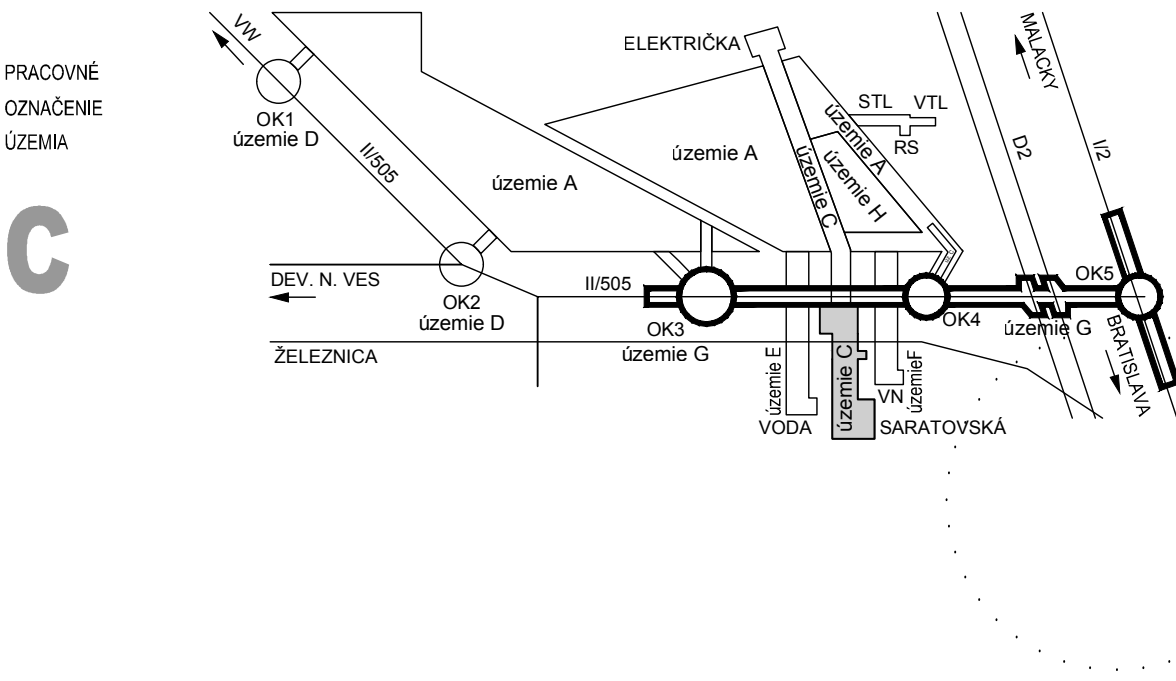 PRACOVNÉ
OZNAČENIE
ÚZEMIA
C
VW
OK1
územie D
II/505
ELEKTRIČKA
územie A
územie A
územie A
STL
VTL
RS
územie C
územie H
MALACKY
D2
I/2
DEV. N. VES
OK2
územie D
II/505
OK3
územie G
OK4
OK5
územie G
BRATISLAVA
ŽELEZNICA
územie E
VODA
územie C
VN
územieF
SARATOVSKÁ